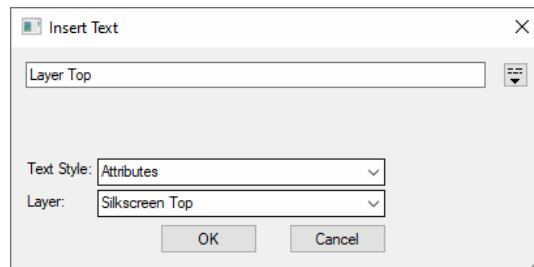 Insert Text
Layer Top
Text Style: Attributes
Layer: Silkscreen Top
OK Cancel